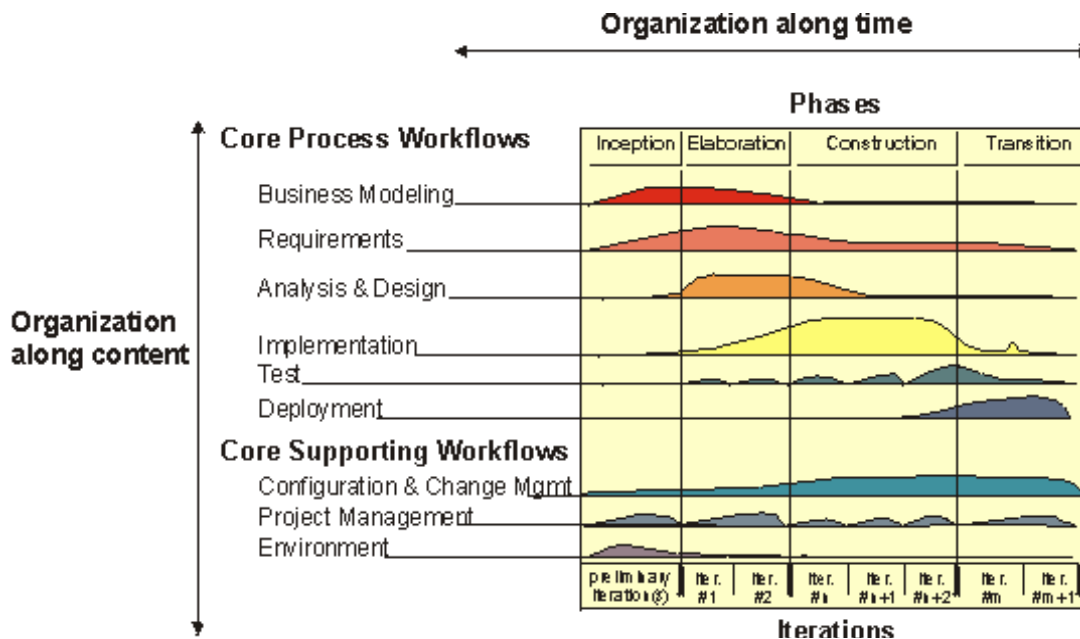 Organization along time
Phases
Core Process Workflows
Inception Elaboration Construction Transition
Business Modeling
Requirements
Analysis & Design
Organization
along content
Implementation
Test
Deployment
Core Supporting Workflows
Configuration & Change Mgmt
Project Management
Environment
preliminary
iteration(s)
Iter.
#1
Iter.
#2
Iter.
#n
Iter.
#n+1
Iter.
#n+2
Iter.
#m
Iter.
#m+1
Iterations